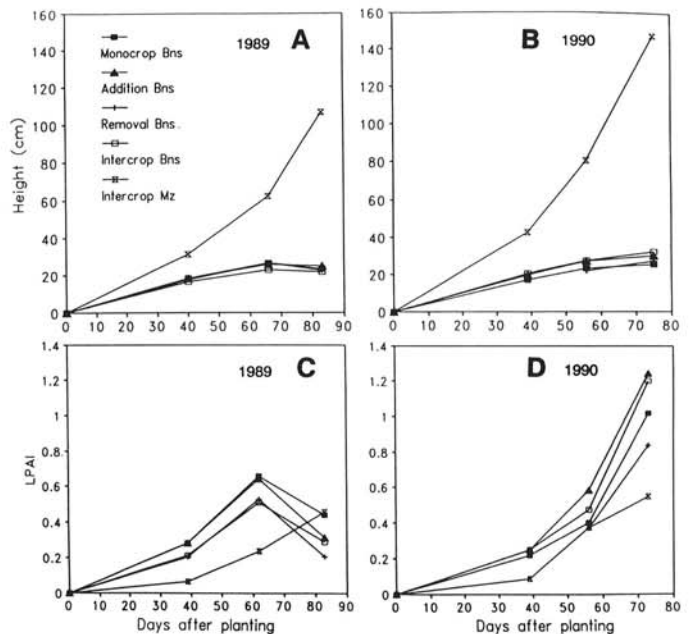 160
140
120
100
80
60
40
20
0
Height (cm)
1989 A
Monocrop Bns
Addition Bns
Removal Bns.
Intercrop Bns
Intercrop Mz
0 10 20 30 40 50 60 70 80 90
160
140
120
100
80
60
40
20
0
B 1990
0 10 20 30 40 50 60 70 80
1.4
1.2
1
0.8
0.6
0.4
0.2
0
LPAI
1989 C
0 10 20 30 40 50 60 70 80 90
Days after planting
1.4
1.2
1
0.8
0.6
0.4
0.2
0
D 1990
0 10 20 30 40 50 60 70 80
Days after planting